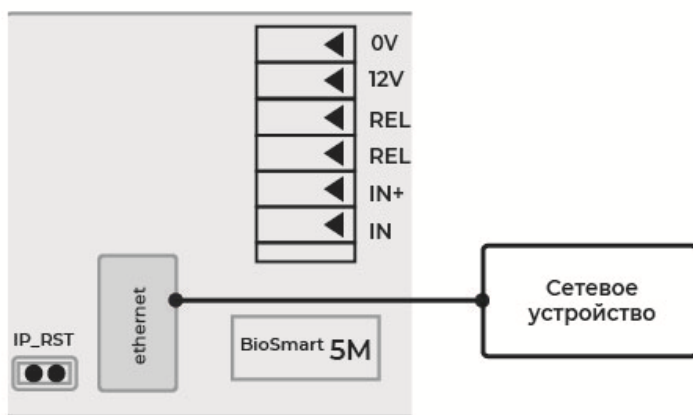 0V
12V
REL
REL
IN+
IN
ethernet
Сетевое
устройство
IP_RST
BioSmart 5M